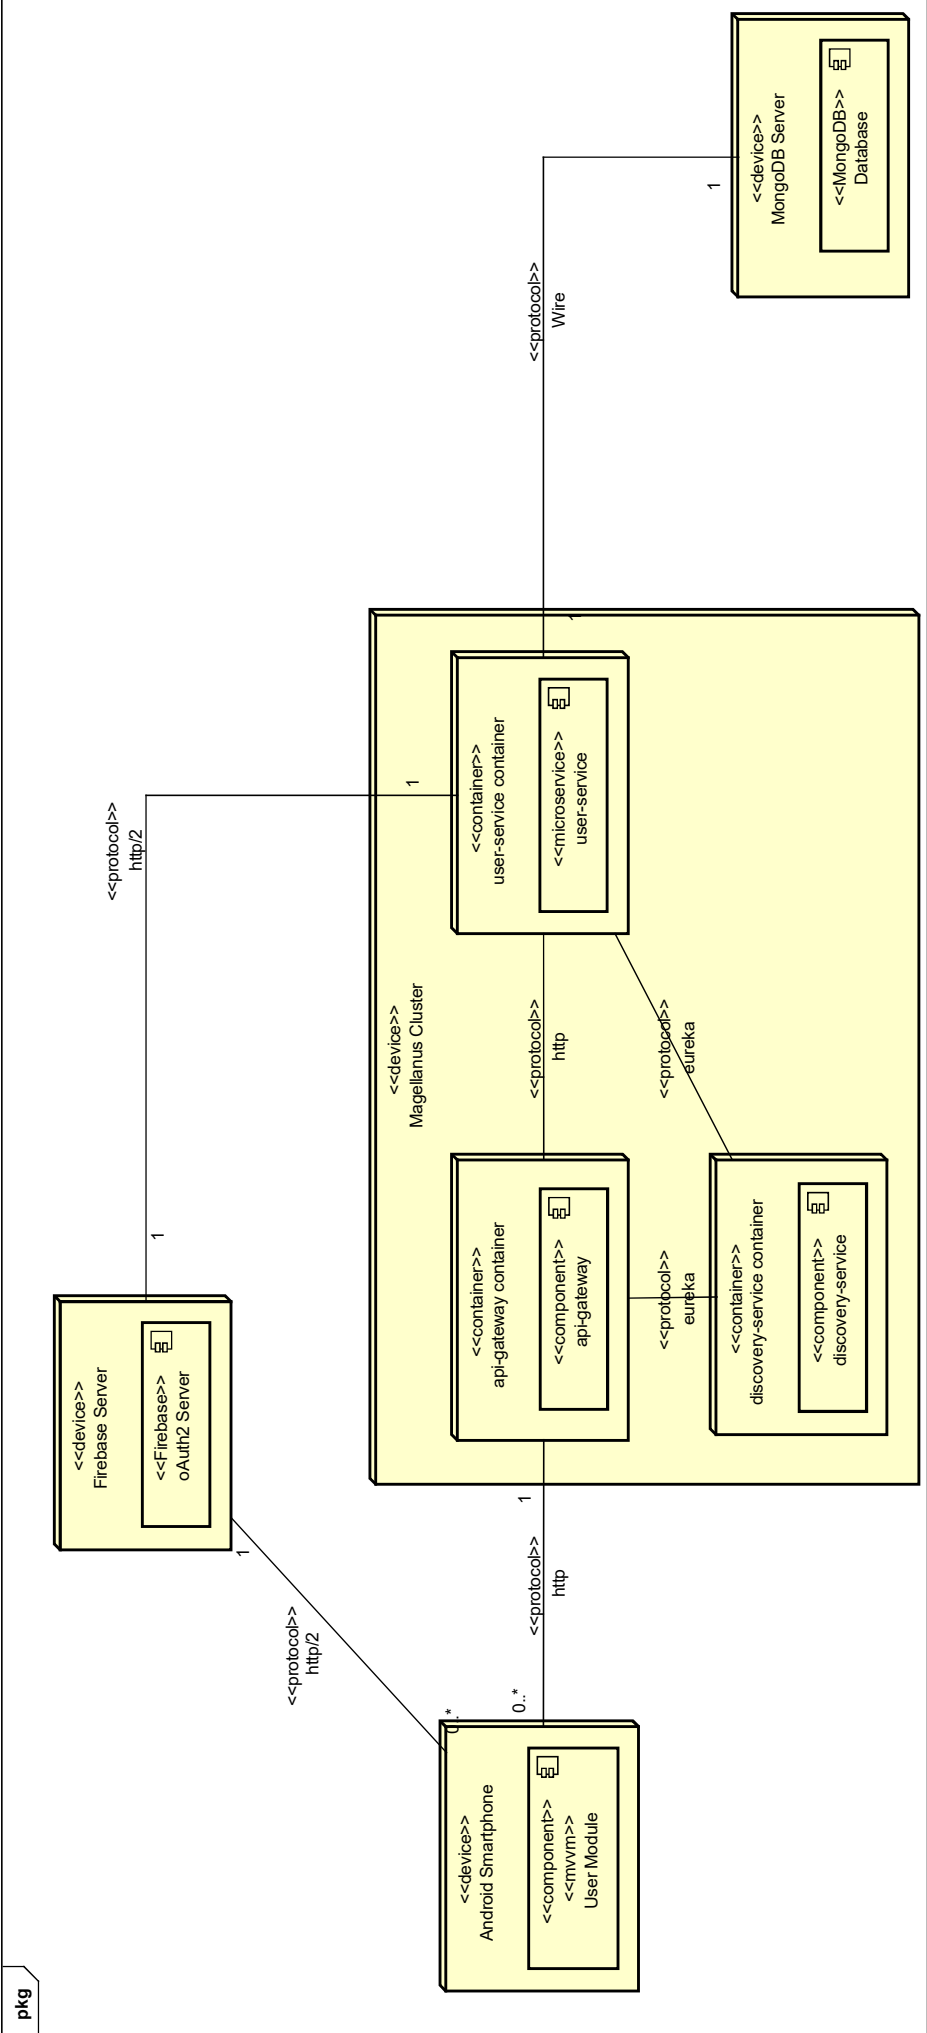 pkg
<<device>>
Firebase Server
<<Firebase>>
oAuth2 Server
1
1
<<protocol>>
http/2
1
<<protocol>>
http/2
0..*
<<device>>
Android Smartphone
<<component>>
<<mvvm>>
User Module
0..*
<<protocol>>
http
1
<<device>>
Magellanus Cluster
<<container>>
api-gateway container
<<component>>
api-gateway
<<protocol>>
http
<<container>>
user-service container
<<microservice>>
user-service
<<protocol>>
eureka
<<protocol>>
eureka
<<container>>
discovery-service container
<<component>>
discovery-service
1
<<protocol>>
Wire
1
<<device>>
MongoDB Server
<<MongoDB>>
Database